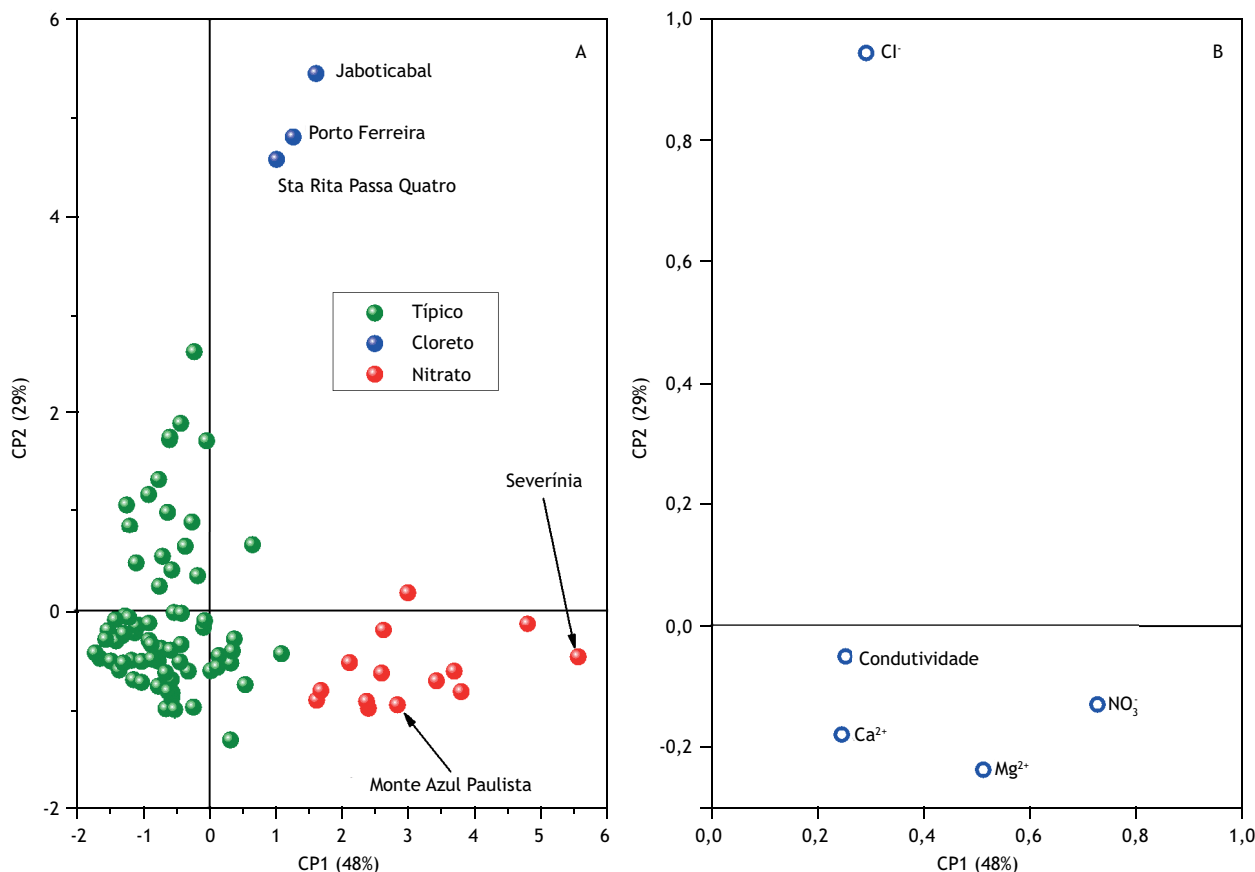 A
6
4
2
0
-2
CP2 (29%)
Jaboticabal
Porto Ferreira
Sta Rita Passa Quatro
Típico
Cloreto
Nitrato
Severínia
Monte Azul Paulista
-2 -1 0 1 2 3 4 5 6
CP1 (48%)
B
1,0
0,8
0,6
0,4
0,2
0,0
-0,2
CP2 (29%)
Cl-
Condutividade
NO3-
Ca2+
Mg2+
0,0 0,2 0,4 0,6 0,8 1,0
CP1 (48%)